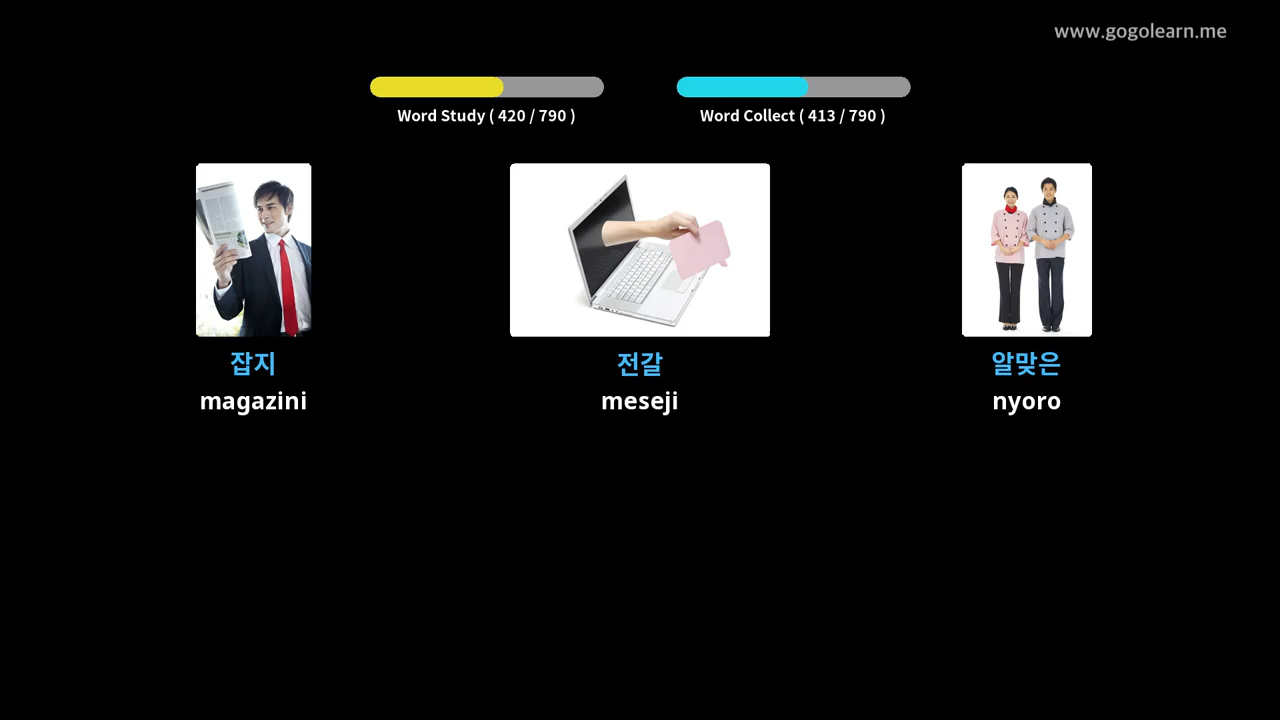 www.gogolearn.me
Word Study ( 420 / 790 )
Word Collect ( 413 / 790 )
잡지
magazini
전갈
meseji
알맞은
nyoro